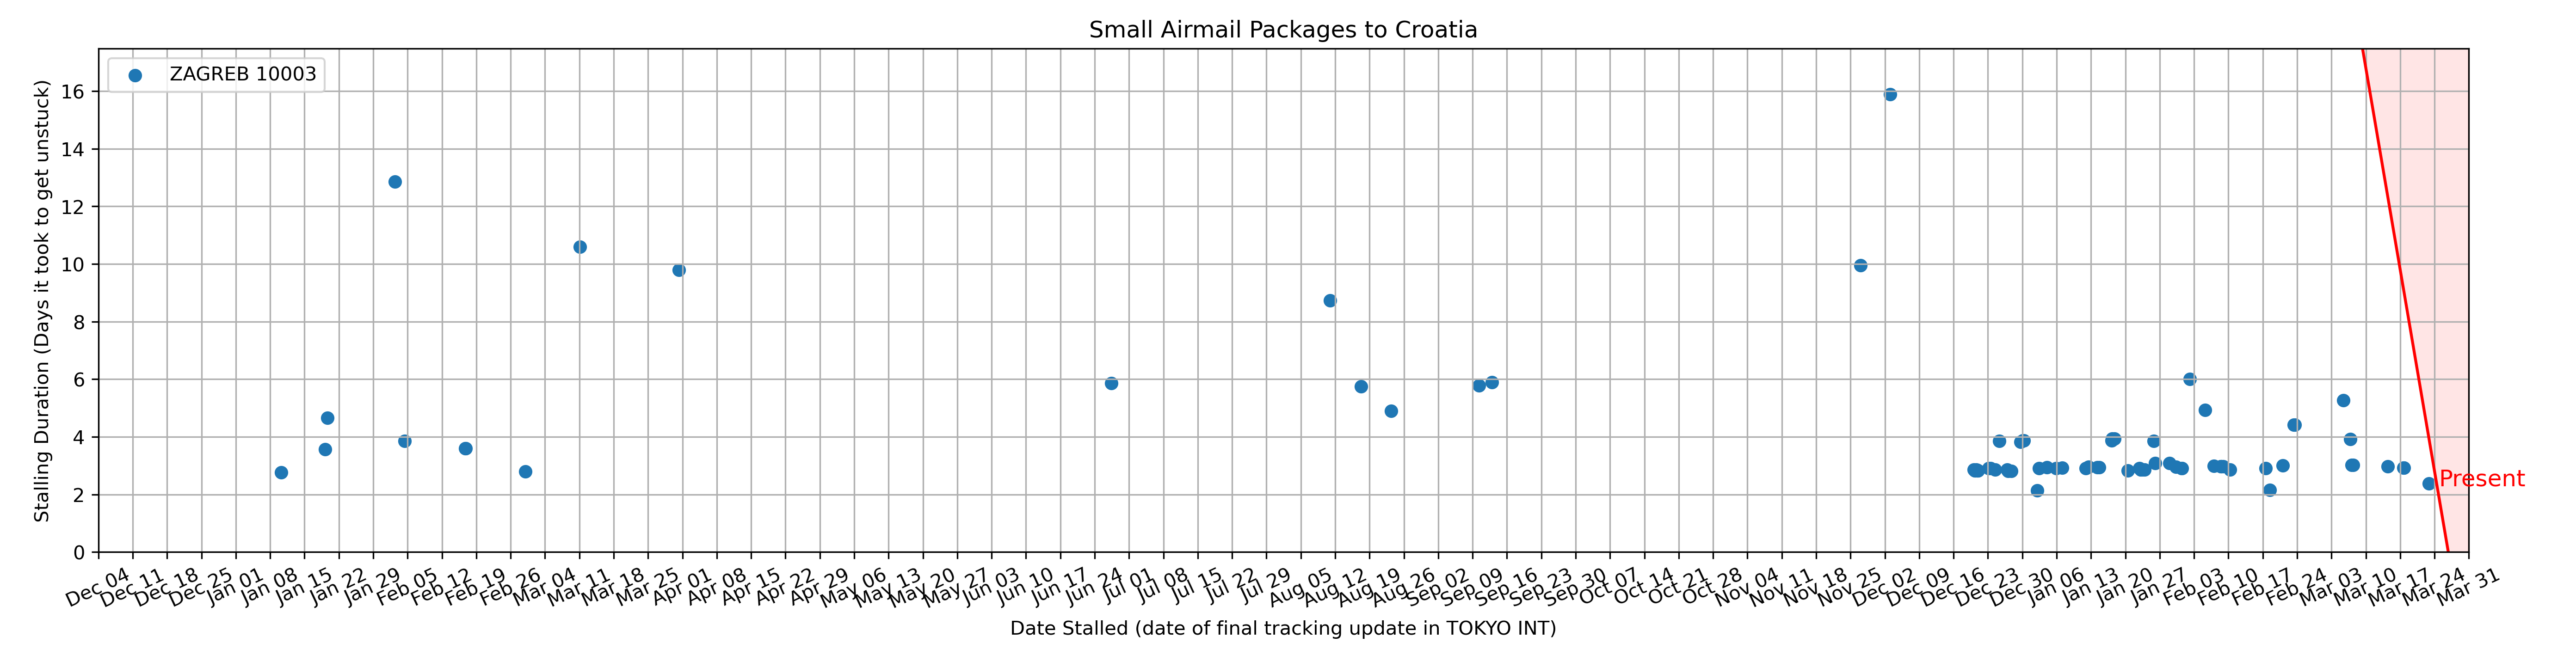 Small Airmail Packages to Croatia
ZAGREB 10003
Stalling Duration (Days it took to get unstuck)
16
14
12
10
8
6
4
2
0
Present
Dec 04
Dec 11
Dec 18
Dec 25
Jan 01
Jan 08
Jan 15
Jan 22
Jan 29
Feb 05
Feb 12
Feb 19
Feb 26
Mar 04
Mar 11
Mar 18
Mar 25
Apr 01
Apr 08
Apr 15
Apr 22
Apr 29
May 06
May 13
May 20
May 27
Jun 03
Jun 10
Jun 17
Jun 24
Jul 01
Jul 08
Jul 15
Jul 22
Jul 29
Aug 05
Aug 12
Aug 19
Aug 26
Sep 02
Sep 09
Sep 16
Sep 23
Sep 30
Oct 07
Oct 14
Oct 21
Oct 28
Nov 04
Nov 11
Nov 18
Nov 25
Dec 02
Dec 09
Dec 16
Dec 23
Dec 30
Jan 06
Jan 13
Jan 20
Jan 27
Feb 03
Feb 10
Feb 17
Feb 24
Mar 03
Mar 10
Mar 17
Mar 24
Mar 31
Date Stalled (date of final tracking update in TOKYO INT)